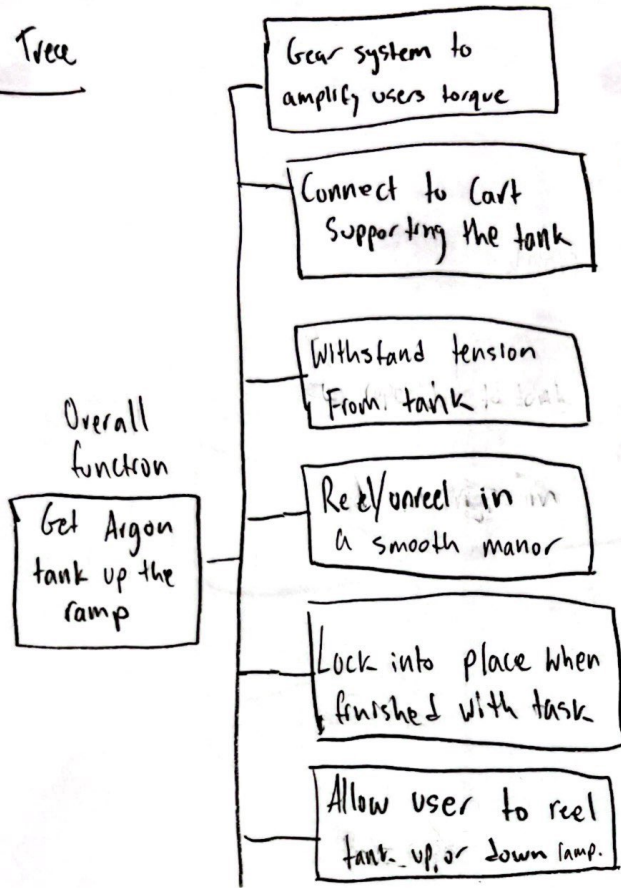 Tree
Gear system to
amplify users torque
Connect to Cart
Supporting the tank
Withstand tension
From tank
Overall
function
Get Argon
tank up the
ramp
Reel/unreel in
a smooth manor
Lock into place when
finished with task
Allow user to reel
tank up or down ramp.